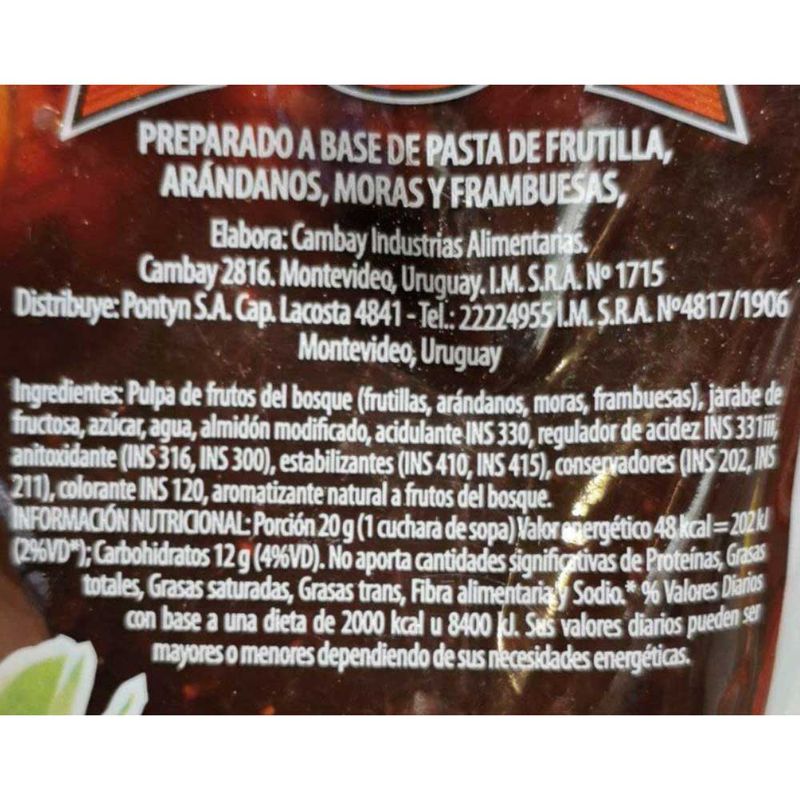 PREPARADO A BASE DE PASTA DE FRUTILLA,
ARÁNDANOS, MORAS Y FRAMBUESAS,
Elabora: Cambay Industrias Alimentarias.
Cambay 2816. Montevideo, Uruguay. I.M. S.R.A. Nº 1715
Distribuye: Pontyn S.A. Cap. Lacosta 4841 - Tel.: 22224955 I.M. S.R.A. Nº4817/1906
Montevideo, Uruguay
Ingredientes: Pulpa de frutos del bosque (frutillas, arándanos, moras, frambuesas), jarabe de
fructosa, azúcar, agua, almidón modificado, acidulante INS 330, regulador de acidez INS 331iii,
anitoxidante (INS 316, INS 300), estabilizantes (INS 410, INS 415), conservadores (INS 202, INS
211), colorante INS 120, aromatizante natural a frutos del bosque.
INFORMACIÓN NUTRICIONAL: Porción 20 g (1 cuchara de sopa) Valor energético 48 kcal = 202 kJ
(2%VD*); Carbohidratos 12 g (4%VD). No aporta cantidades significativas de Proteínas, Grasas
totales, Grasas saturadas, Grasas trans, Fibra alimentaria y Sodio. * % Valores Diarios
con base a una dieta de 2000 kcal u 8400 kJ. Sus valores diarios pueden ser
mayores o menores dependiendo de sus necesidades energéticas.